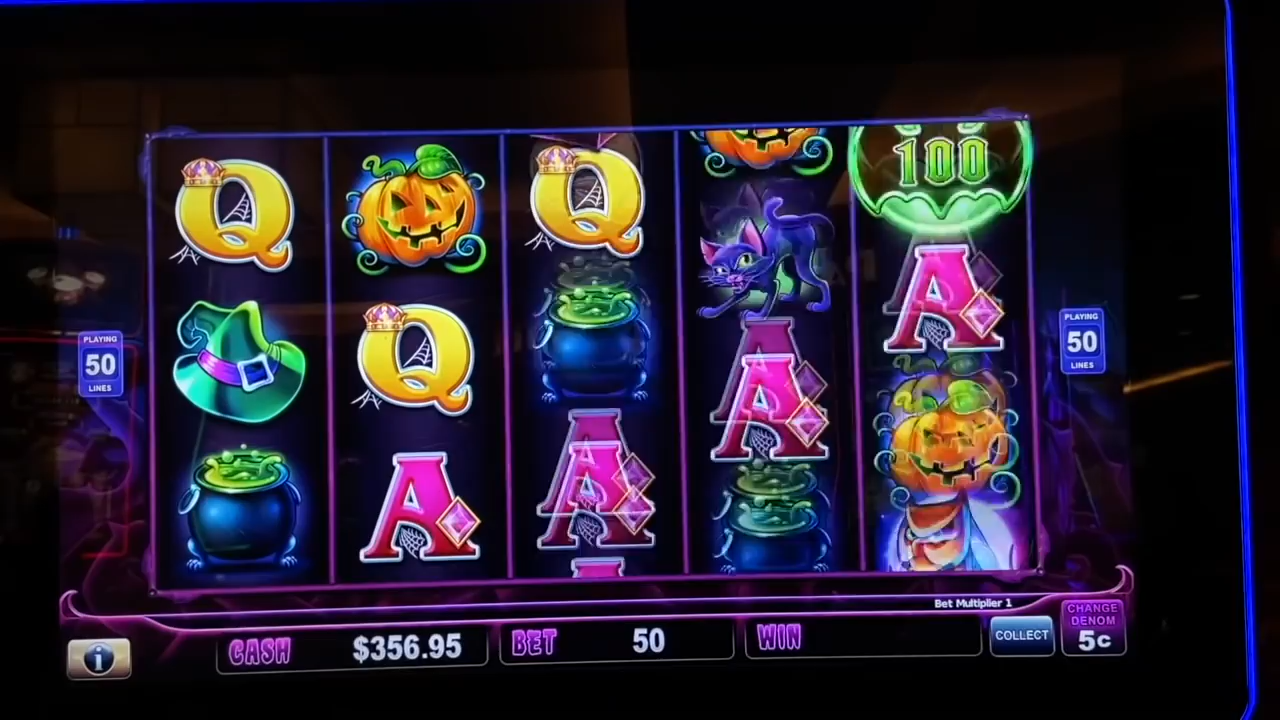 Q
Q
100
A
PLAYING
50
LINES
Q
A
PLAYING
50
LINES
A
A
Bet Multiplier 1
CASH $356.95
BET 50
WIN
COLLECT
CHANGE
DENOM
5c
i